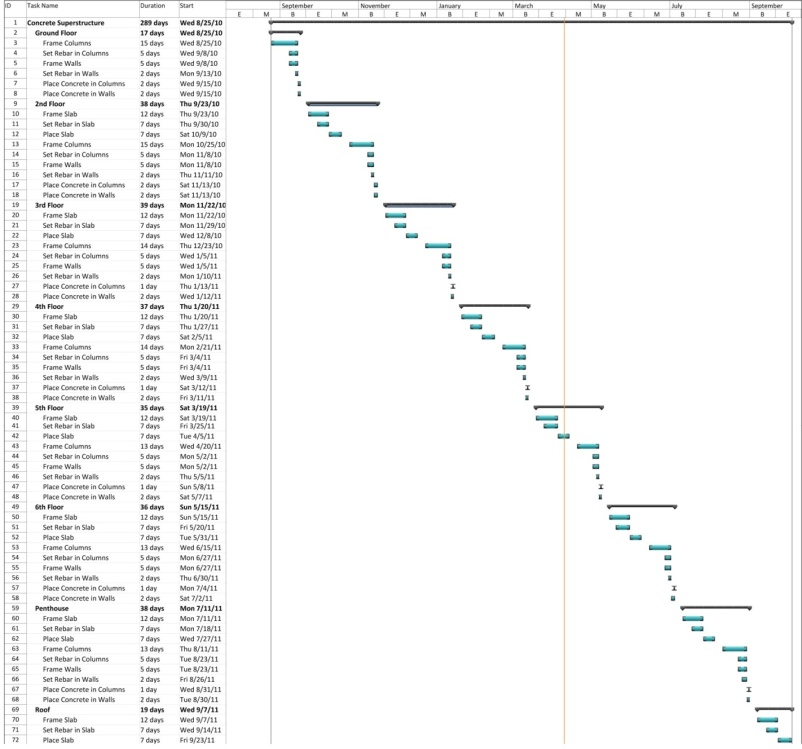 ID Task Name Duration Start September November January March May July September
E M B E M B E M B E M B E M B E M B E M B E
1 Concrete Superstructure 289 days Wed 8/25/10
2 Ground Floor 17 days Wed 8/25/10
3 Frame Columns 15 days Wed 8/25/10
4 Set Rebar in Columns 5 days Wed 9/8/10
5 Frame Walls 5 days Wed 9/8/10
6 Set Rebar in Walls 2 days Mon 9/13/10
7 Place Concrete in Columns 2 days Wed 9/15/10
8 Place Concrete in Walls 2 days Wed 9/15/10
9 2nd Floor 38 days Thu 9/23/10
10 Frame Slab 12 days Thu 9/23/10
11 Set Rebar in Slab 7 days Thu 9/30/10
12 Place Slab 7 days Sat 10/9/10
13 Frame Columns 15 days Mon 10/25/10
14 Set Rebar in Columns 5 days Mon 11/8/10
15 Frame Walls 5 days Mon 11/8/10
16 Set Rebar in Walls 2 days Thu 11/11/10
17 Place Concrete in Columns 2 days Sat 11/13/10
18 Place Concrete in Walls 2 days Sat 11/13/10
19 3rd Floor 39 days Mon 11/22/10
20 Frame Slab 12 days Mon 11/22/10
21 Set Rebar in Slab 7 days Mon 11/29/10
22 Place Slab 7 days Wed 12/8/10
23 Frame Columns 14 days Thu 12/23/10
24 Set Rebar in Columns 5 days Wed 1/5/11
25 Frame Walls 5 days Wed 1/5/11
26 Set Rebar in Walls 2 days Mon 1/10/11
27 Place Concrete in Columns 1 day Thu 1/13/11
28 Place Concrete in Walls 2 days Wed 1/12/11
29 4th Floor 37 days Thu 1/20/11
30 Frame Slab 12 days Thu 1/20/11
31 Set Rebar in Slab 7 days Thu 1/27/11
32 Place Slab 7 days Sat 2/5/11
33 Frame Columns 14 days Mon 2/21/11
34 Set Rebar in Columns 5 days Fri 3/4/11
35 Frame Walls 5 days Fri 3/4/11
36 Set Rebar in Walls 2 days Wed 3/9/11
37 Place Concrete in Columns 1 day Sat 3/12/11
38 Place Concrete in Walls 2 days Fri 3/11/11
39 5th Floor 35 days Sat 3/19/11
40 Frame Slab 12 days Sat 3/19/11
41 Set Rebar in Slab 7 days Fri 3/25/11
42 Place Slab 7 days Tue 4/5/11
43 Frame Columns 13 days Wed 4/20/11
44 Set Rebar in Columns 5 days Mon 5/2/11
45 Frame Walls 5 days Mon 5/2/11
46 Set Rebar in Walls 2 days Thu 5/5/11
47 Place Concrete in Columns 1 day Sun 5/8/11
48 Place Concrete in Walls 2 days Sat 5/7/11
49 6th Floor 36 days Sun 5/15/11
50 Frame Slab 12 days Sun 5/15/11
51 Set Rebar in Slab 7 days Fri 5/20/11
52 Place Slab 7 days Tue 5/31/11
53 Frame Columns 13 days Wed 6/15/11
54 Set Rebar in Columns 5 days Mon 6/27/11
55 Frame Walls 5 days Mon 6/27/11
56 Set Rebar in Walls 2 days Thu 6/30/11
57 Place Concrete in Columns 1 day Mon 7/4/11
58 Place Concrete in Walls 2 days Sat 7/2/11
59 Penthouse 38 days Mon 7/11/11
60 Frame Slab 12 days Mon 7/11/11
61 Set Rebar in Slab 7 days Mon 7/18/11
62 Place Slab 7 days Wed 7/27/11
63 Frame Columns 13 days Thu 8/11/11
64 Set Rebar in Columns 5 days Tue 8/23/11
65 Frame Walls 5 days Tue 8/23/11
66 Set Rebar in Walls 2 days Fri 8/26/11
67 Place Concrete in Columns 1 day Wed 8/31/11
68 Place Concrete in Walls 2 days Tue 8/30/11
69 Roof 19 days Wed 9/7/11
70 Frame Slab 12 days Wed 9/7/11
71 Set Rebar in Slab 7 days Wed 9/14/11
72 Place Slab 7 days Fri 9/23/11